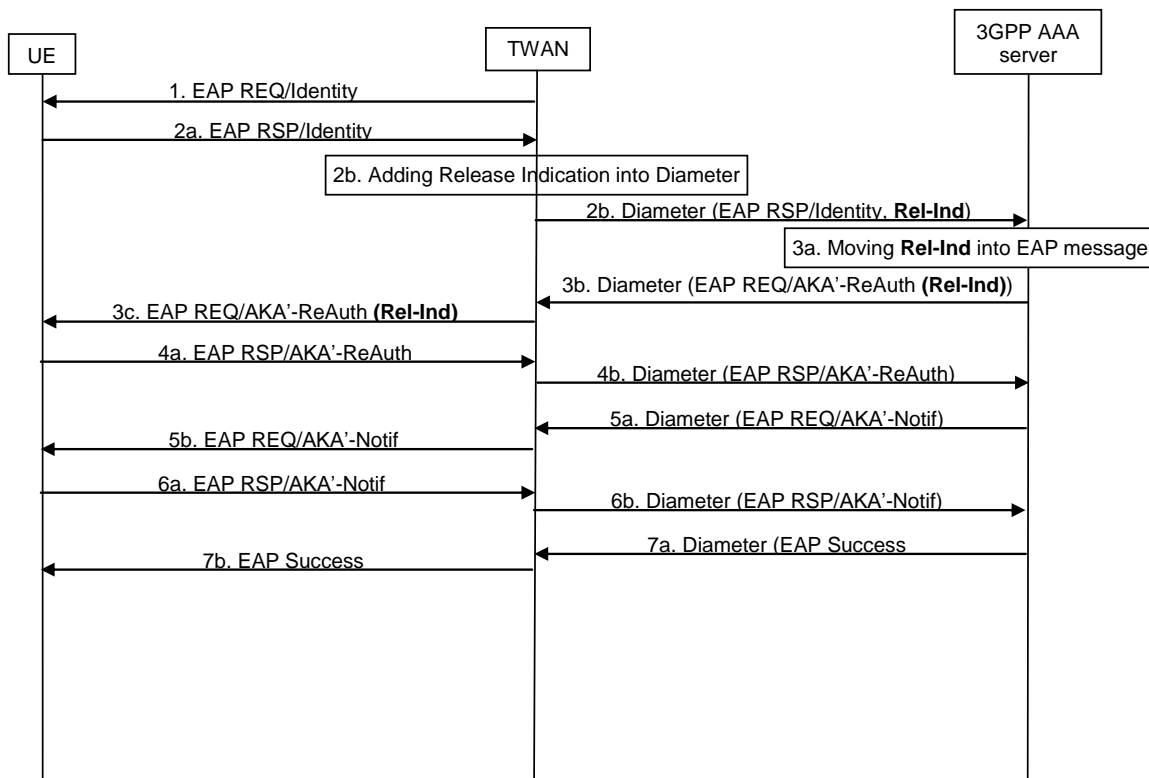 UE
TWAN
3GPP AAA
server
1. EAP REQ/Identity
2a. EAP RSP/Identity
2b. Adding Release Indication into Diameter
2b. Diameter (EAP RSP/Identity, Rel-Ind)
3a. Moving Rel-Ind into EAP message
3b. Diameter (EAP REQ/AKA’-ReAuth (Rel-Ind))
3c. EAP REQ/AKA’-ReAuth (Rel-Ind)
4a. EAP RSP/AKA’-ReAuth
4b. Diameter (EAP RSP/AKA’-ReAuth)
5a. Diameter (EAP REQ/AKA’-Notif)
5b. EAP REQ/AKA’-Notif
6a. EAP RSP/AKA’-Notif
6b. Diameter (EAP RSP/AKA’-Notif)
7a. Diameter (EAP Success
7b. EAP Success